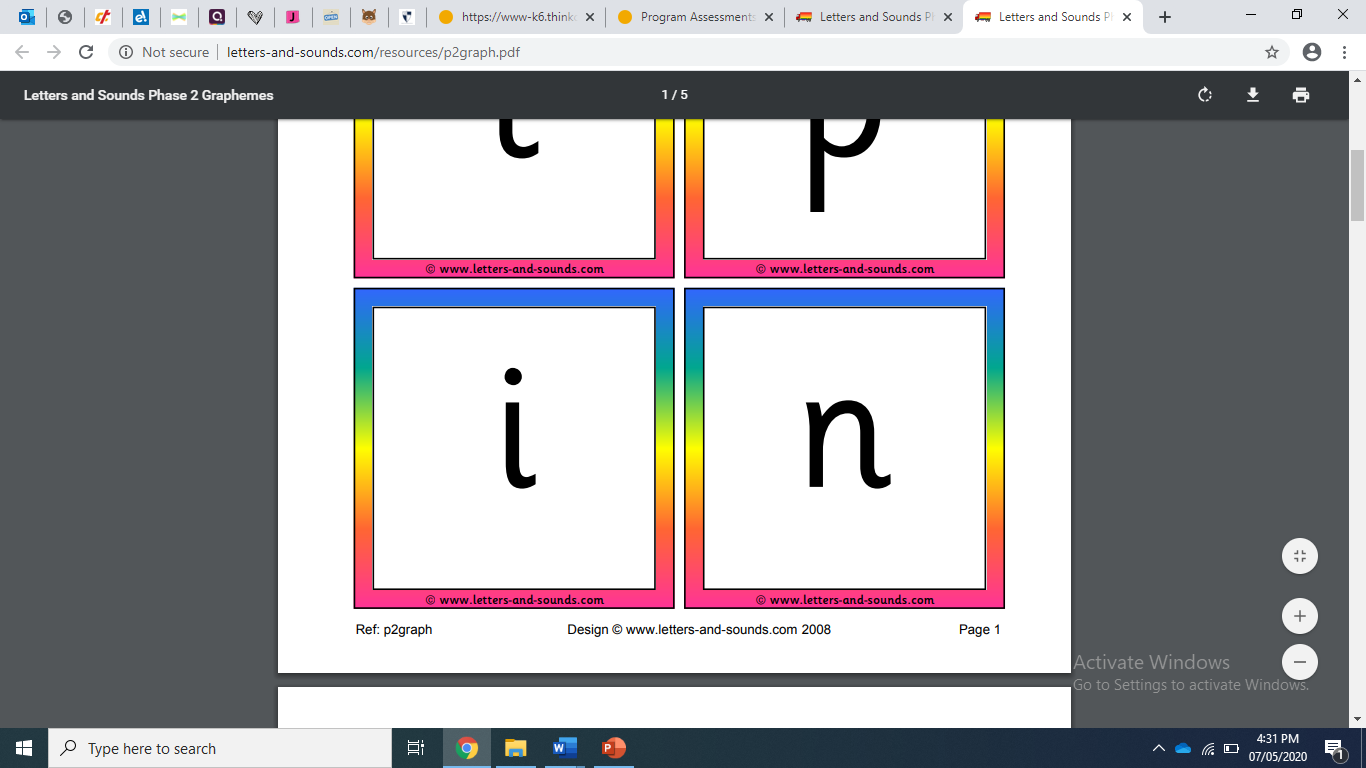 https://www-k6.thinkc
Program Assessments
Letters and Sounds P
Letters and Sounds P
Not secure
letters-and-sounds.com/resources/p2graph.pdf
Letters and Sounds Phase 2 Graphemes
1 / 5
t p
© www.letters-and-sounds.com © www.letters-and-sounds.com
i n
© www.letters-and-sounds.com © www.letters-and-sounds.com
Ref: p2graph Design © www.letters-and-sounds.com 2008 Page 1
Activate Windows
Go to Settings to activate Windows.
Type here to search
4:31 PM
07/05/2020
1